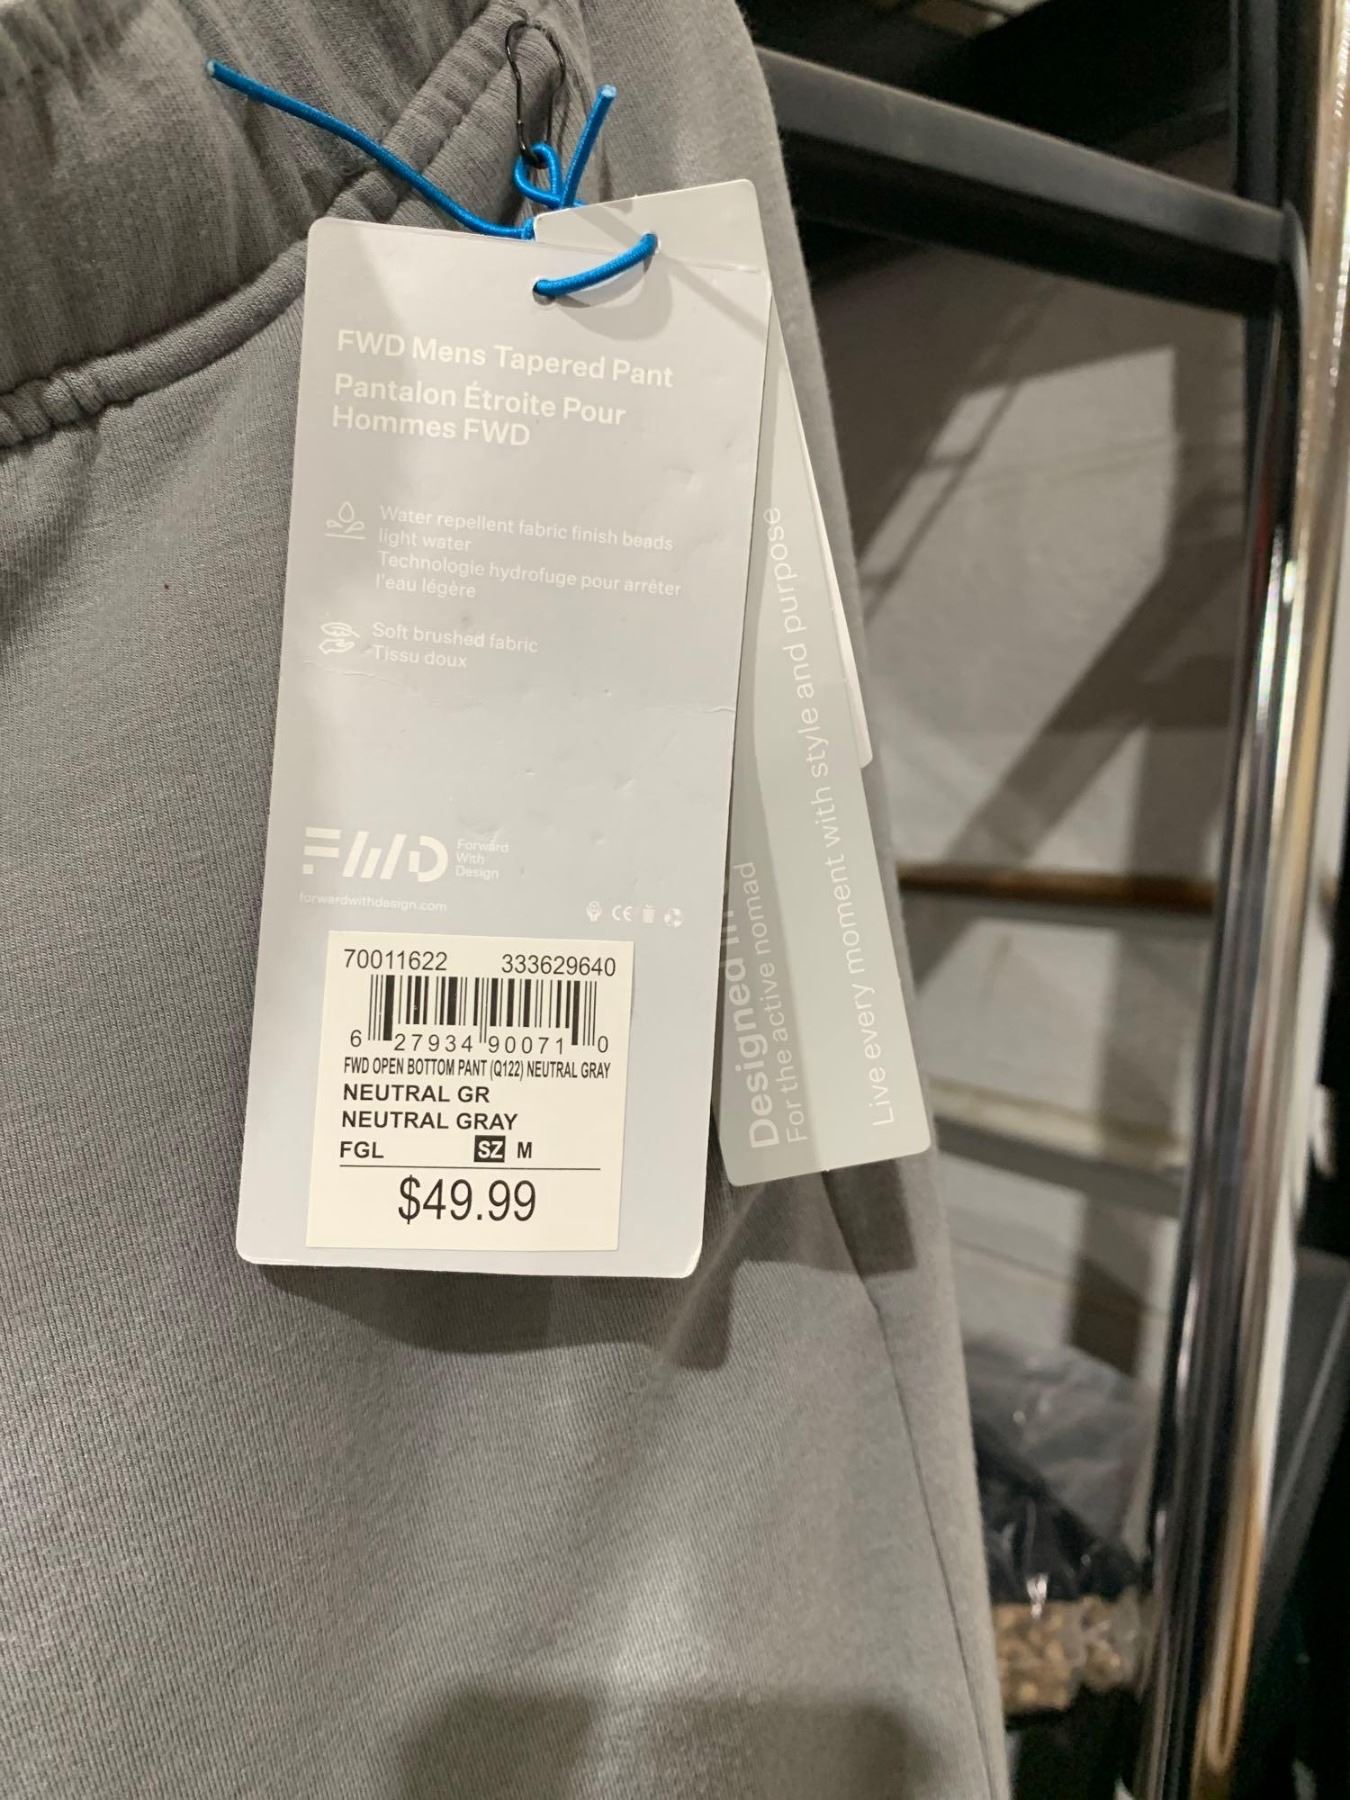 FWD Mens Tapered Pant
Pantalon Étroite Pour
Hommes FWD
Water repellent fabric finish beads
light water
Technologie hydrofuge pour arrêter
l'eau légère
Soft brushed fabric
Tissu doux
FWD
Forward
With
Design
forwardwithdesign.com
CE
70011622 333629640
6 27934 90071 0
FWD OPEN BOTTOM PANT (Q122) NEUTRAL GRAY
NEUTRAL GR
NEUTRAL GRAY
FGL SZ M
$49.99
Designed
For the active nomad
Live every moment with style and purpose